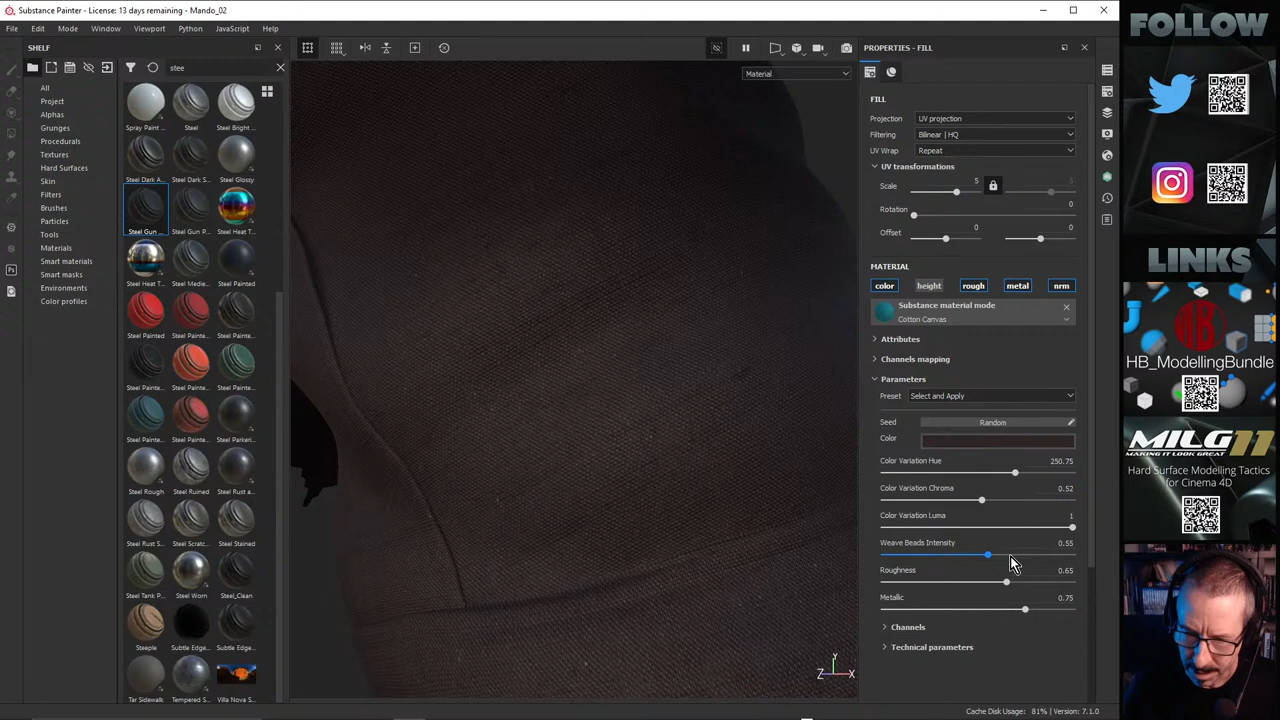 Substance Painter - License: 13 days remaining - Mando_02
File Edit Mode Window Viewport Python JavaScript Help
SHELF
stee
All
Project
Alphas
Grunges
Procedurals
Textures
Hard Surfaces
Skin
Filters
Brushes
Particles
Tools
Materials
Smart materials
Smart masks
Environments
Color profiles
Spray Paint ... Steel Steel Bright ...
Steel Dark A... Steel Dark S... Steel Glossy
Steel Gun ... Steel Gun P... Steel Heat T...
Steel Heat T... Steel Medie... Steel Painted
Steel Painted Steel Painte... Steel Painte...
Steel Painte... Steel Painte... Steel Painte...
Steel Painte... Steel Painte... Steel Parkeri...
Steel Rough Steel Ruined Steel Rust a...
Steel Rust S... Steel Scratc... Steel Stained
Steel Tank P... Steel Worn Steel_Clean
Steeple Subtle Edge... Subtle Edge...
Tar Sidewalk Tempered S... Villa Nova S...
Material
Y
Z X
PROPERTIES - FILL
FILL
Projection UV projection
Filtering Bilinear | HQ
UV Wrap Repeat
UV transformations
Scale 5 5
Rotation 0
Offset 0 0
MATERIAL
color height rough metal nrm
Substance material mode
Cotton Canvas
Attributes
Channels mapping
Parameters
Preset Select and Apply
Seed Random
Color
Color Variation Hue 250.75
Color Variation Chroma 0.52
Color Variation Luma 1
Weave Beads Intensity 0.55
Roughness 0.65
Metallic 0.75
Channels
Technical parameters
Cache Disk Usage: 81% | Version: 7.1.0
Ps
FOLLOW
LINKS
HB
HB_ModellingBundle
MILG11
MAKING IT LOOK GREAT
Hard Surface Modelling Tactics
for Cinema 4D